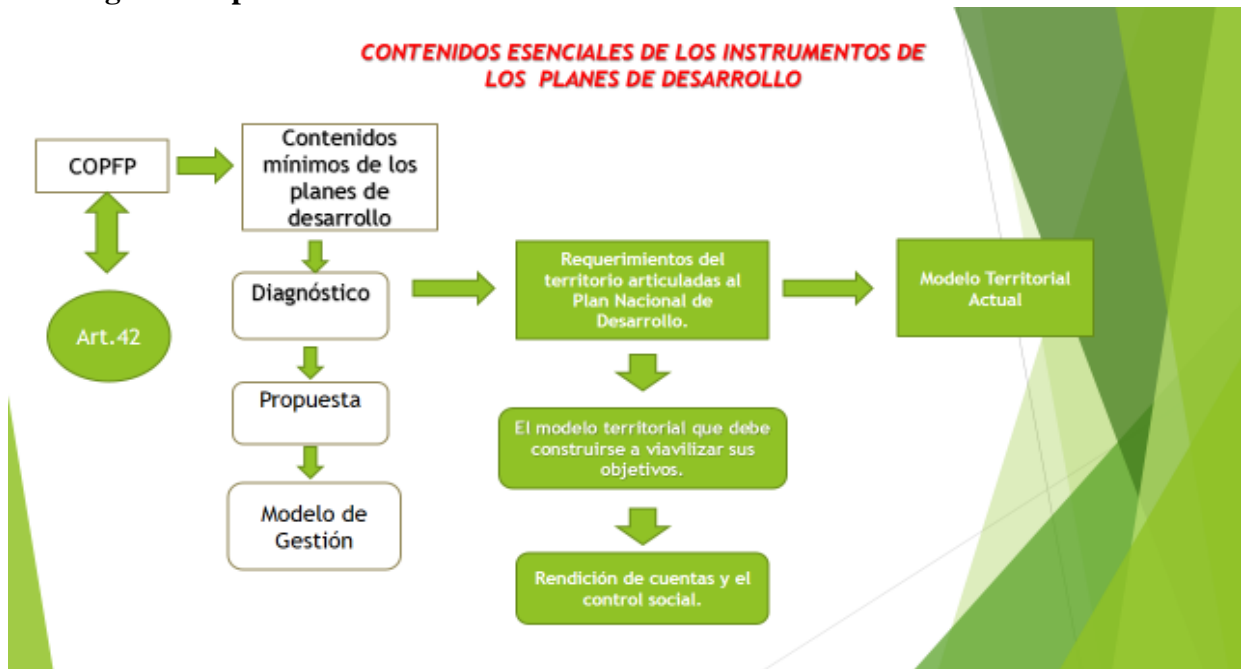 CONTENIDOS ESENCIALES DE LOS INSTRUMENTOS DE
LOS PLANES DE DESARROLLO
COPFP
Contenidos
mínimos de los
planes de
desarrollo
Art.42
Diagnóstico
Requerimientos del
territorio articuladas al
Plan Nacional de
Desarrollo.
Modelo Territorial
Actual
Propuesta
El modelo territorial que debe
construirse a viavilizar sus
objetivos.
Modelo de
Gestión
Rendición de cuentas y el
control social.